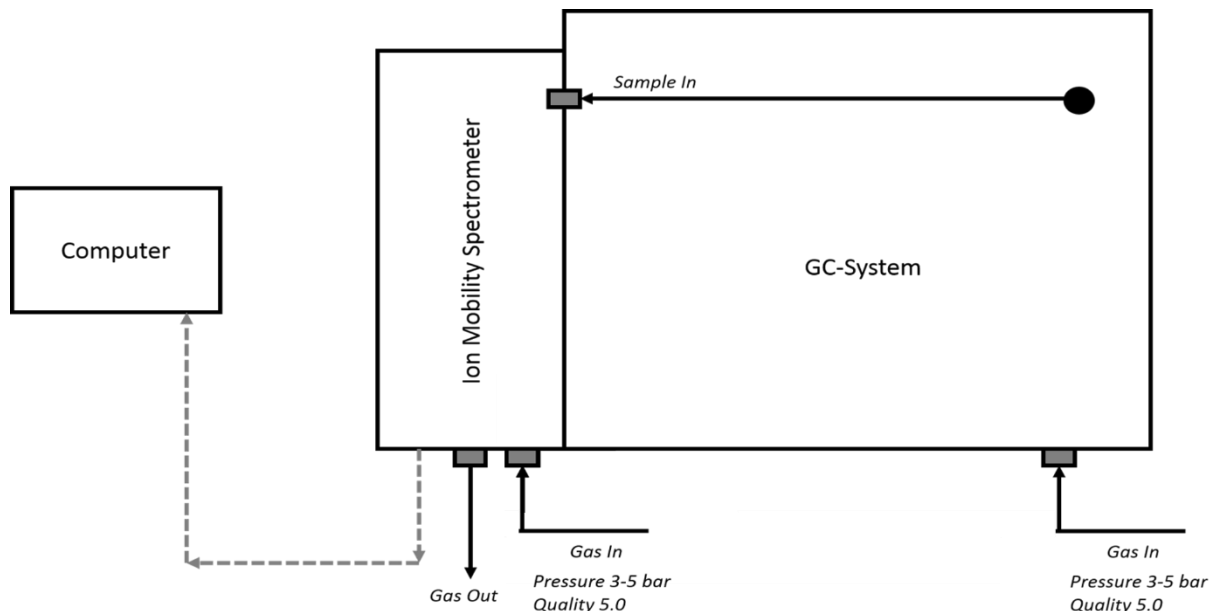 Sample In
Ion Mobility Spectrometer
Computer
GC-System
Gas Out
Gas In
Pressure 3-5 bar
Quality 5.0
Gas In
Pressure 3-5 bar
Quality 5.0